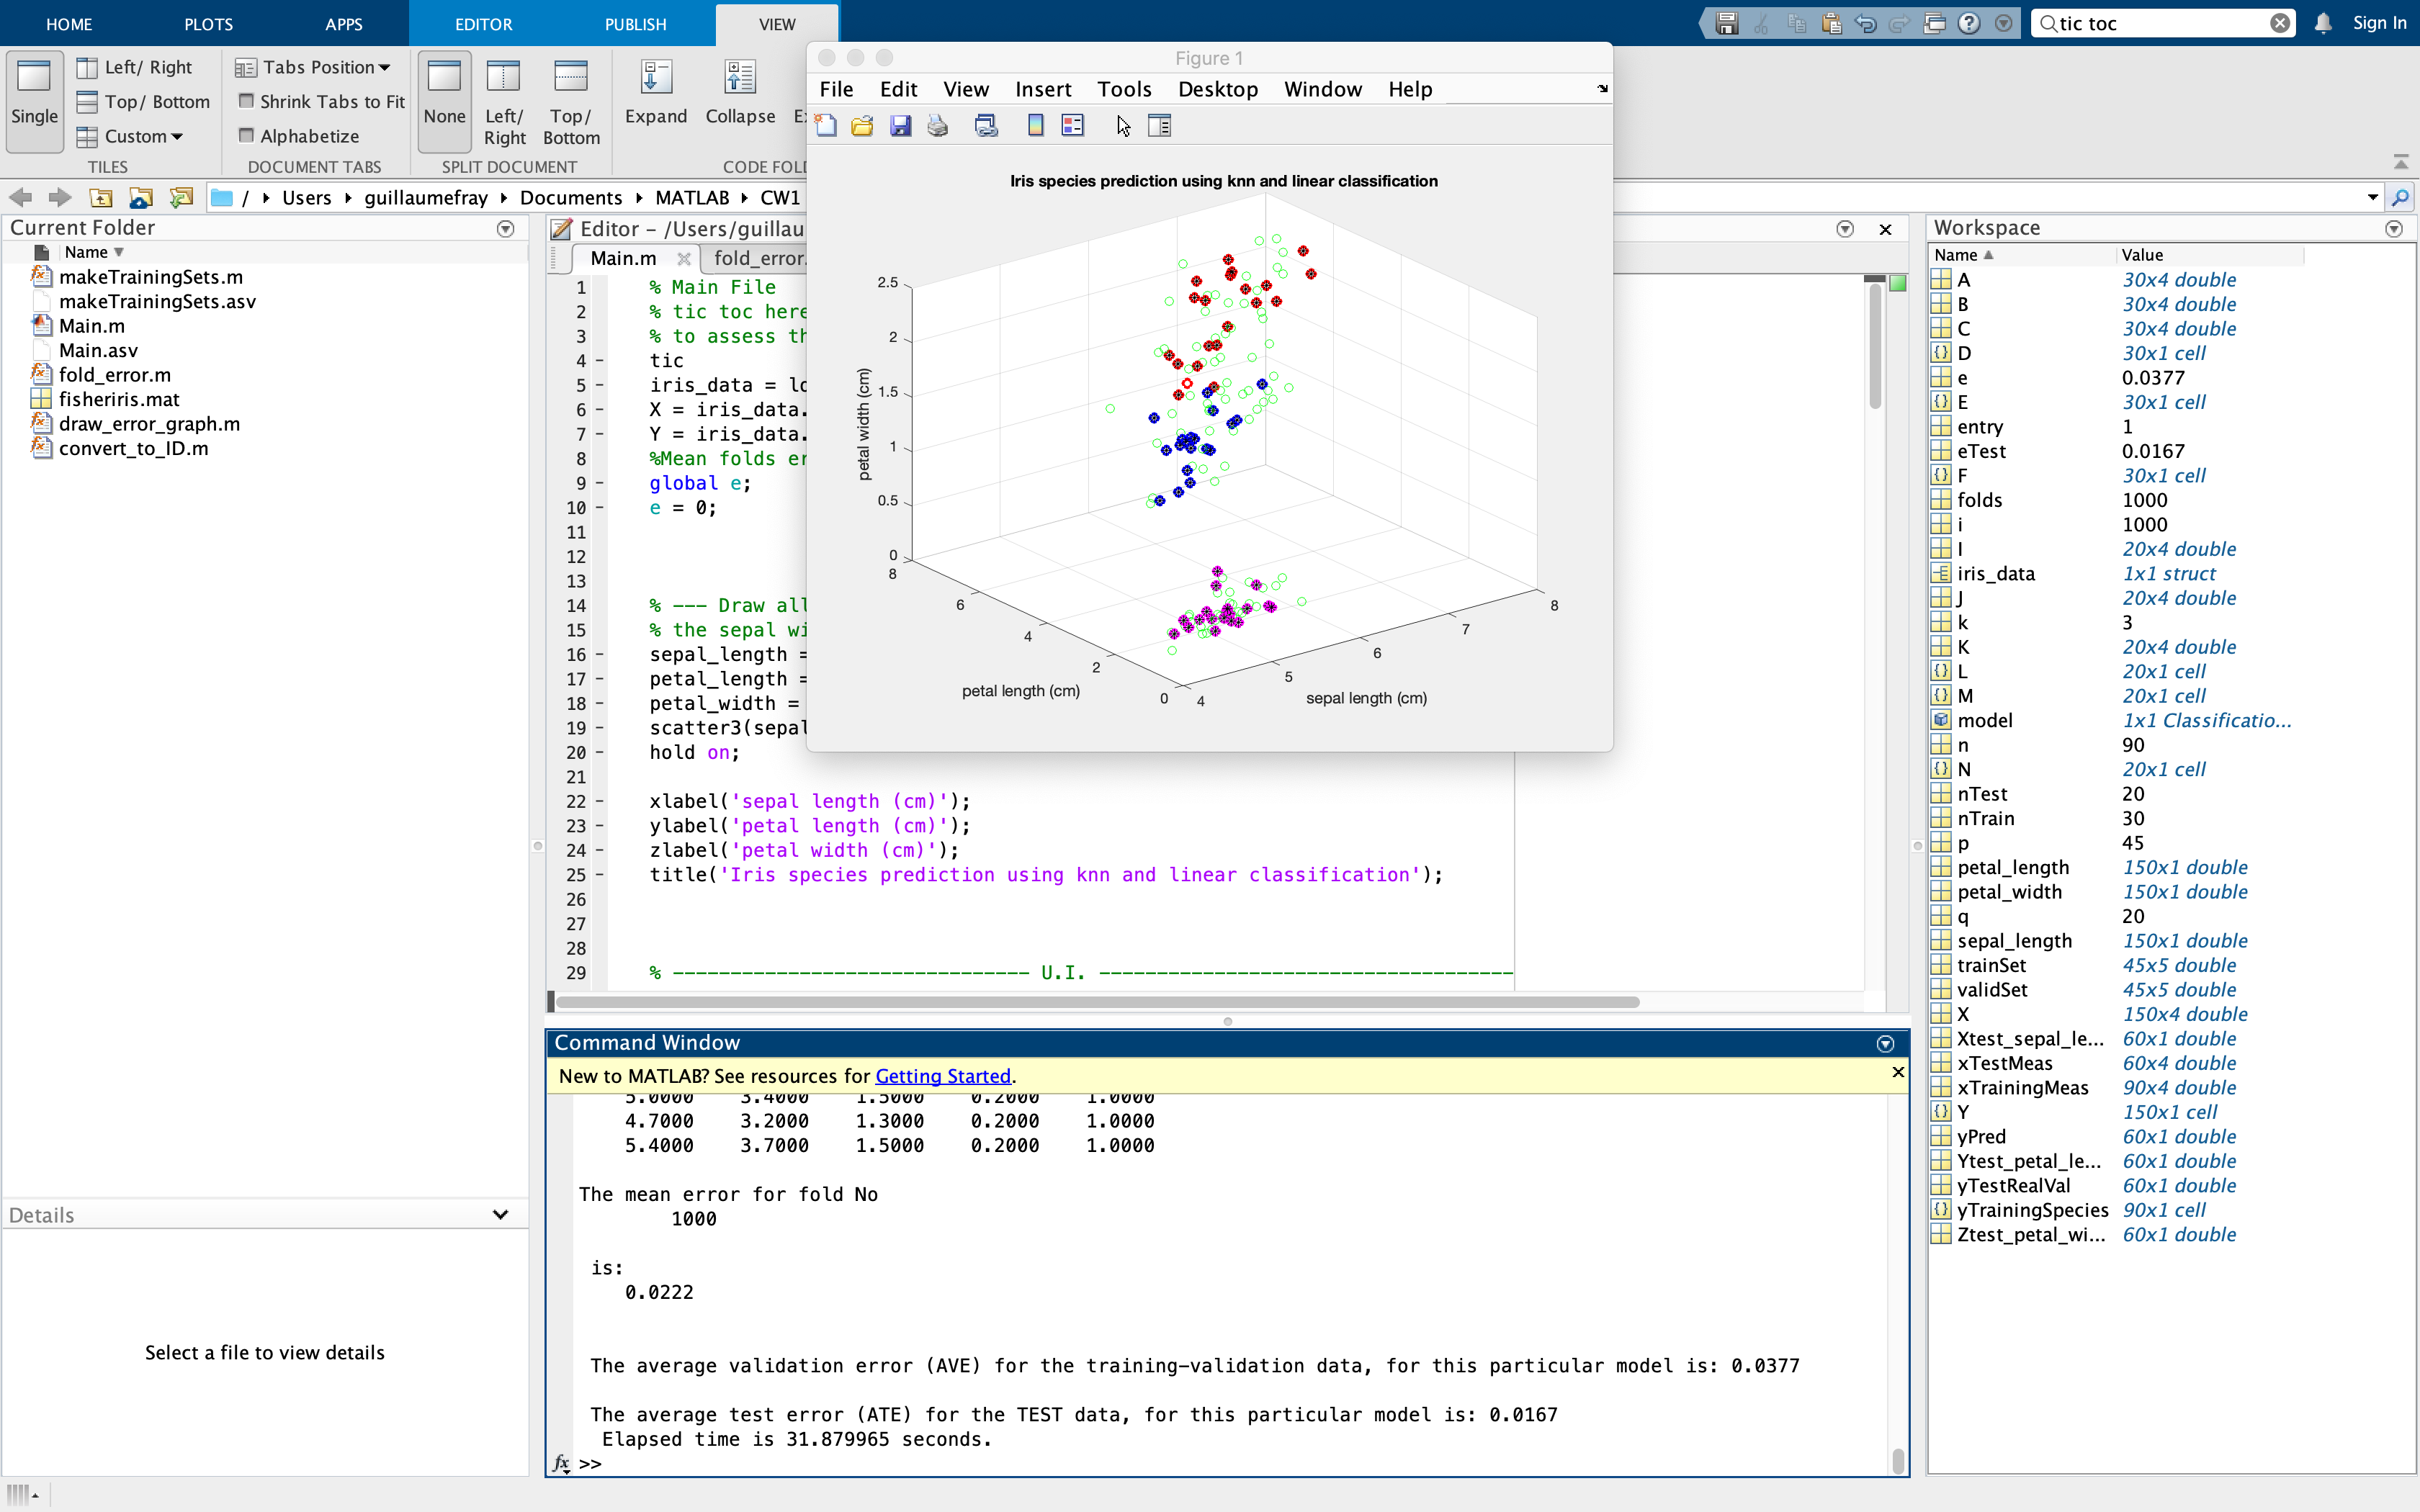 HOME PLOTS APPS EDITOR PUBLISH VIEW
tic toc
Sign In
Single
Left/ Right
Top/ Bottom
Custom
TILES
Tabs Position
Shrink Tabs to Fit
Alphabetize
DOCUMENT TABS
None
Left/ Right
Top/ Bottom
SPLIT DOCUMENT
Expand
Collapse
CODE FOL
/ Users guillaumefray Documents MATLAB CW1
Current Folder
Name
makeTrainingSets.m
makeTrainingSets.asv
Main.m
Main.asv
fold_error.m
fisheriris.mat
draw_error_graph.m
convert_to_ID.m
Details
Select a file to view details
Editor - /Users/guillau
Main.m
fold_error.
1 % Main File
2 % tic toc here
3 % to assess th
4 - tic
5 - iris_data = lo
6 - X = iris_data.
7 - Y = iris_data.
8 %Mean folds er
9 - global e;
10 - e = 0;
11
12
13
14 % --- Draw all
15 % the sepal wi
16 - sepal_length =
17 - petal_length =
18 - petal_width =
19 - scatter3(sepal
20 - hold on;
21
22 - xlabel('sepal length (cm)');
23 - ylabel('petal length (cm)');
24 - zlabel('petal width (cm)');
25 - title('Iris species prediction using knn and linear classification');
26
27
28
29 % ------------------------------- U.I. ------------------------------------
Figure 1
File Edit View Insert Tools Desktop Window Help
Iris species prediction using knn and linear classification
petal width (cm)
2.5
2
1.5
1
0.5
0
8
6
4
2
0
petal length (cm)
4
5
6
7
8
sepal length (cm)
Command Window
New to MATLAB? See resources for Getting Started.
5.0000 3.4000 1.5000 0.2000 1.0000
4.7000 3.2000 1.3000 0.2000 1.0000
5.4000 3.7000 1.5000 0.2000 1.0000
The mean error for fold No
1000
is:
0.0222
The average validation error (AVE) for the training-validation data, for this particular model is: 0.0377
The average test error (ATE) for the TEST data, for this particular model is: 0.0167
Elapsed time is 31.879965 seconds.
fx >>
Workspace
Name Value
A 30x4 double
B 30x4 double
C 30x4 double
D 30x1 cell
e 0.0377
E 30x1 cell
entry 1
eTest 0.0167
F 30x1 cell
folds 1000
i 1000
I 20x4 double
iris_data 1x1 struct
J 20x4 double
k 3
K 20x4 double
L 20x1 cell
M 20x1 cell
model 1x1 Classificatio...
n 90
N 20x1 cell
nTest 20
nTrain 30
p 45
petal_length 150x1 double
petal_width 150x1 double
q 20
sepal_length 150x1 double
trainSet 45x5 double
validSet 45x5 double
X 150x4 double
Xtest_sepal_le... 60x1 double
xTestMeas 60x4 double
xTrainingMeas 90x4 double
Y 150x1 cell
yPred 60x1 double
Ytest_petal_le... 60x1 double
yTestRealVal 60x1 double
yTrainingSpecies 90x1 cell
Ztest_petal_wi... 60x1 double